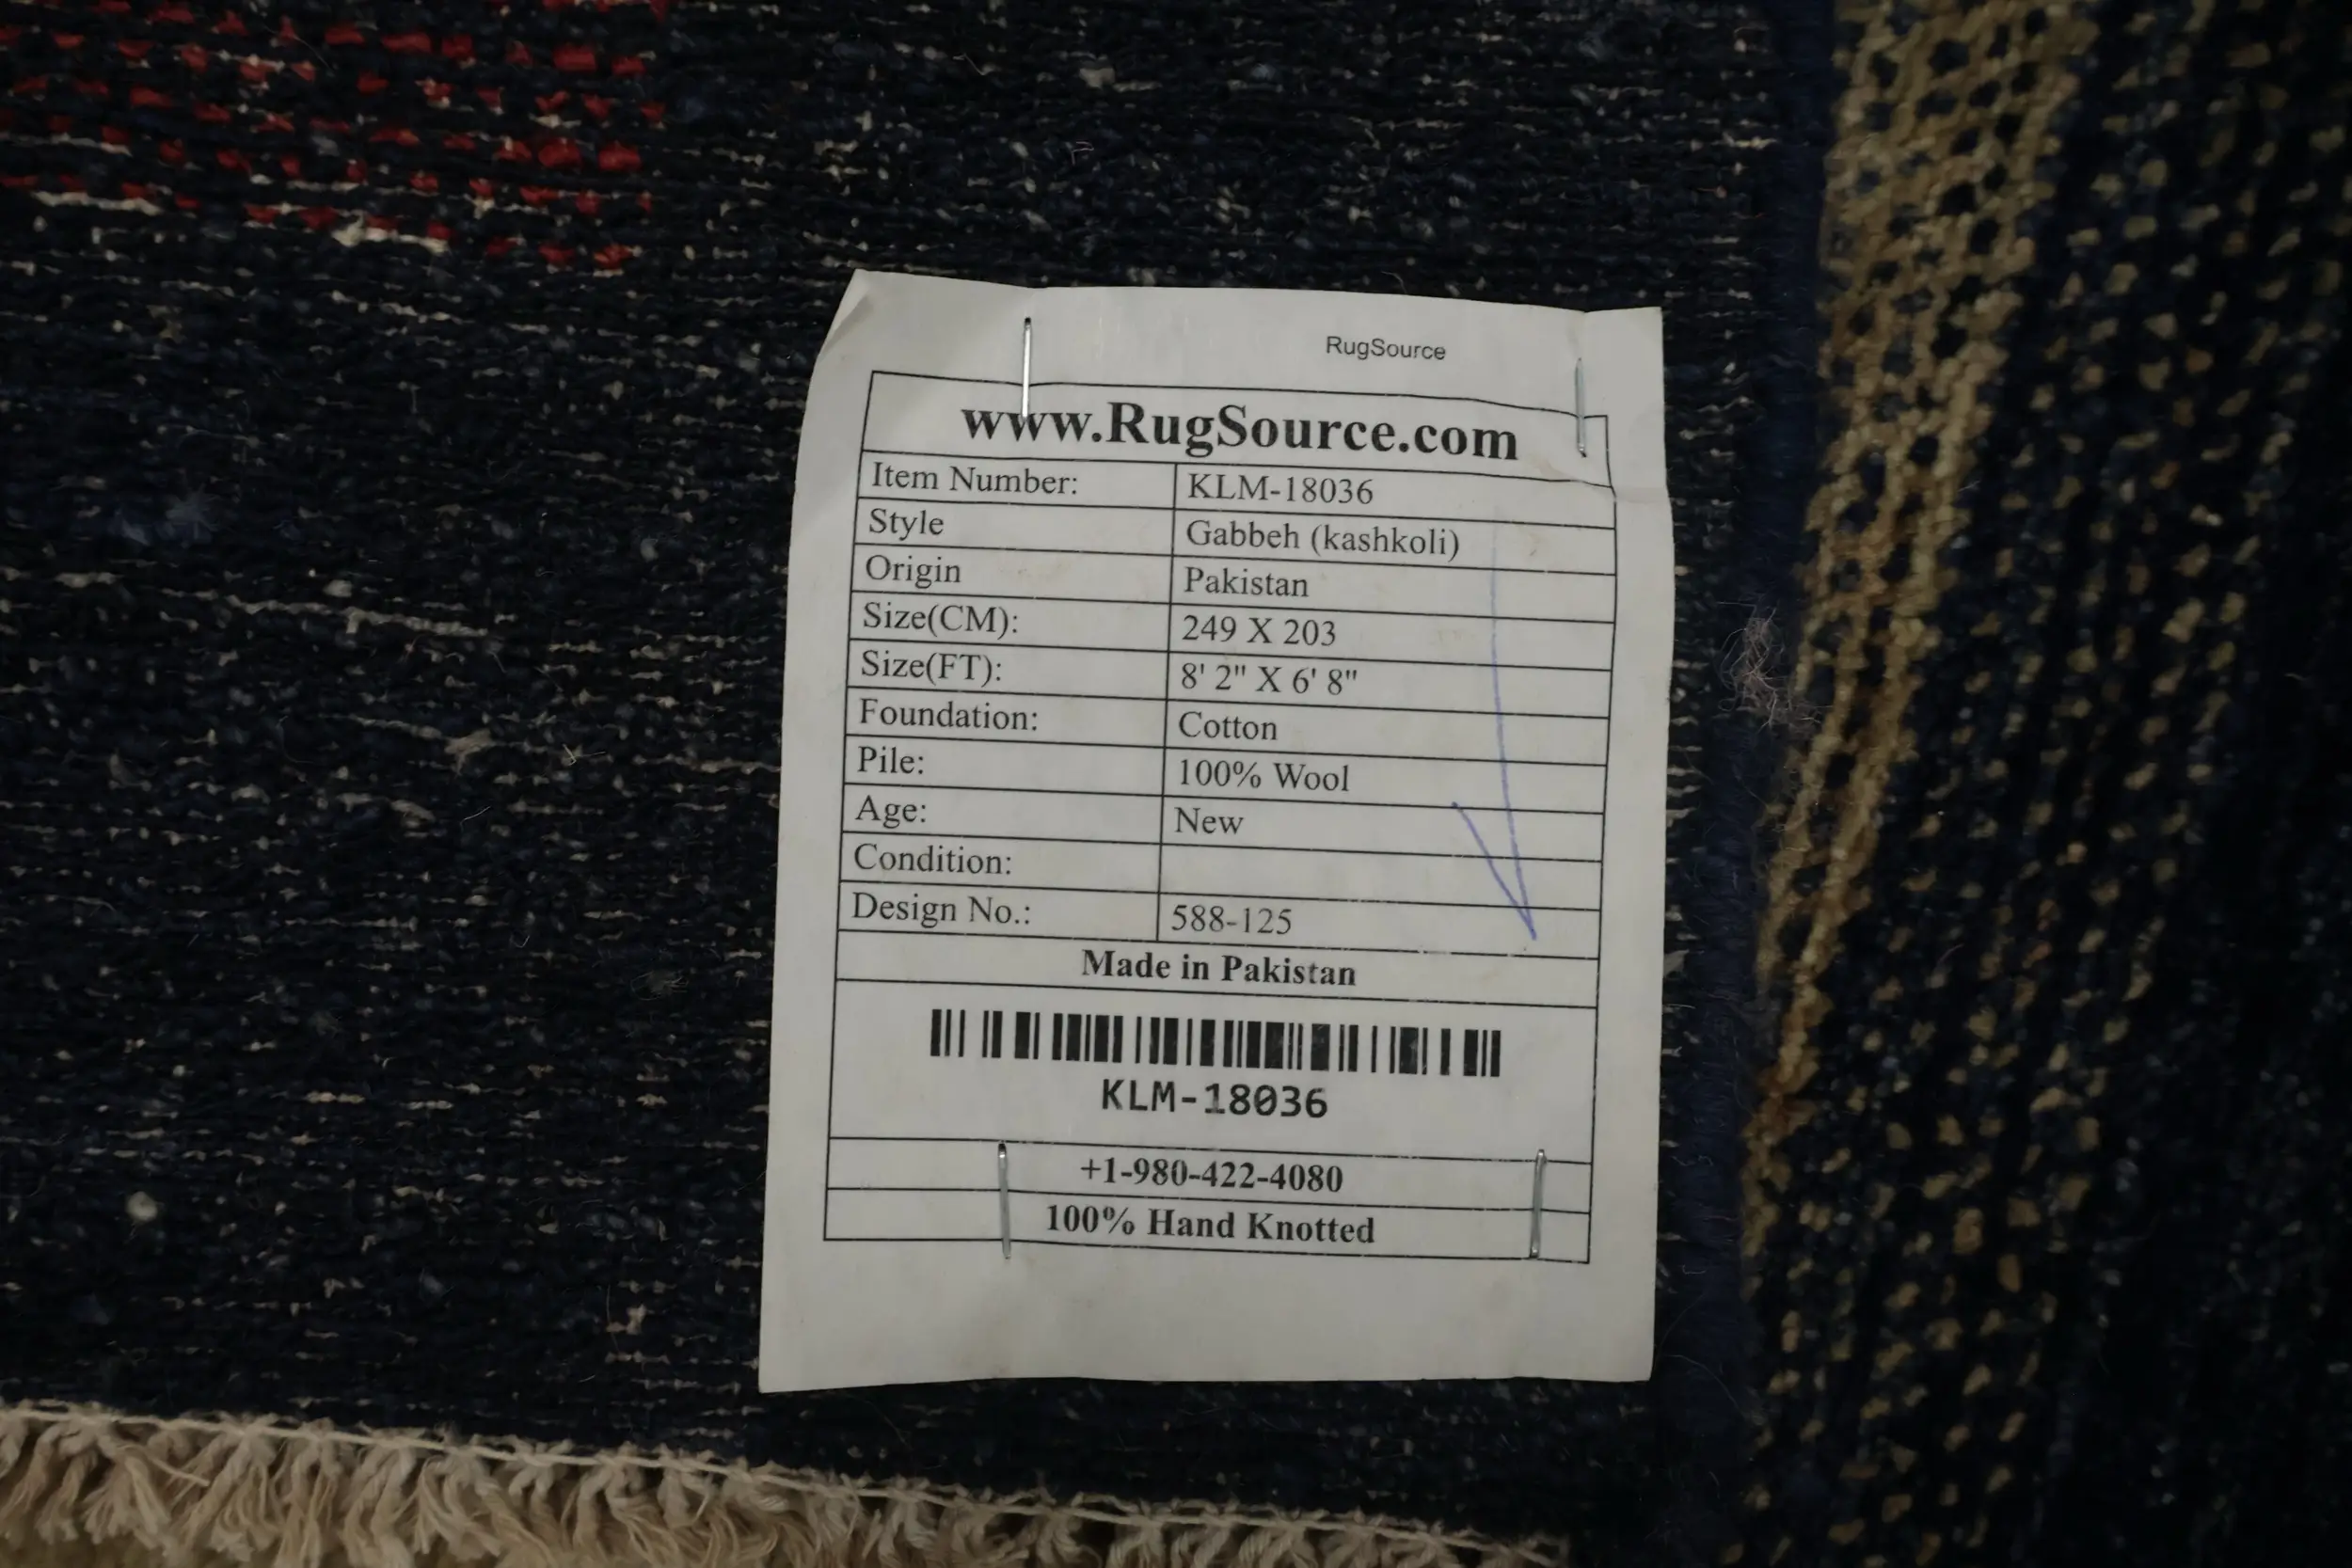 RugSource
www.RugSource.com
Item Number: KLM-18036
Style Gabbeh (kashkoli)
Origin Pakistan
Size(CM): 249 X 203
Size(FT): 8' 2" X 6' 8"
Foundation: Cotton
Pile: 100% Wool
Age: New
Condition:
Design No.: 588-125
Made in Pakistan
KLM-18036
+1-980-422-4080
100% Hand Knotted